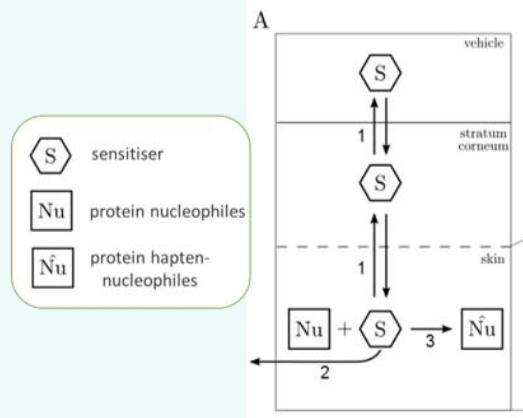 A
vehicle
S
1
stratum
corneum
S
1
skin
Nu + S 3 N̂u
2
S sensitiser
Nu protein nucleophiles
N̂u protein hapten-
nucleophiles